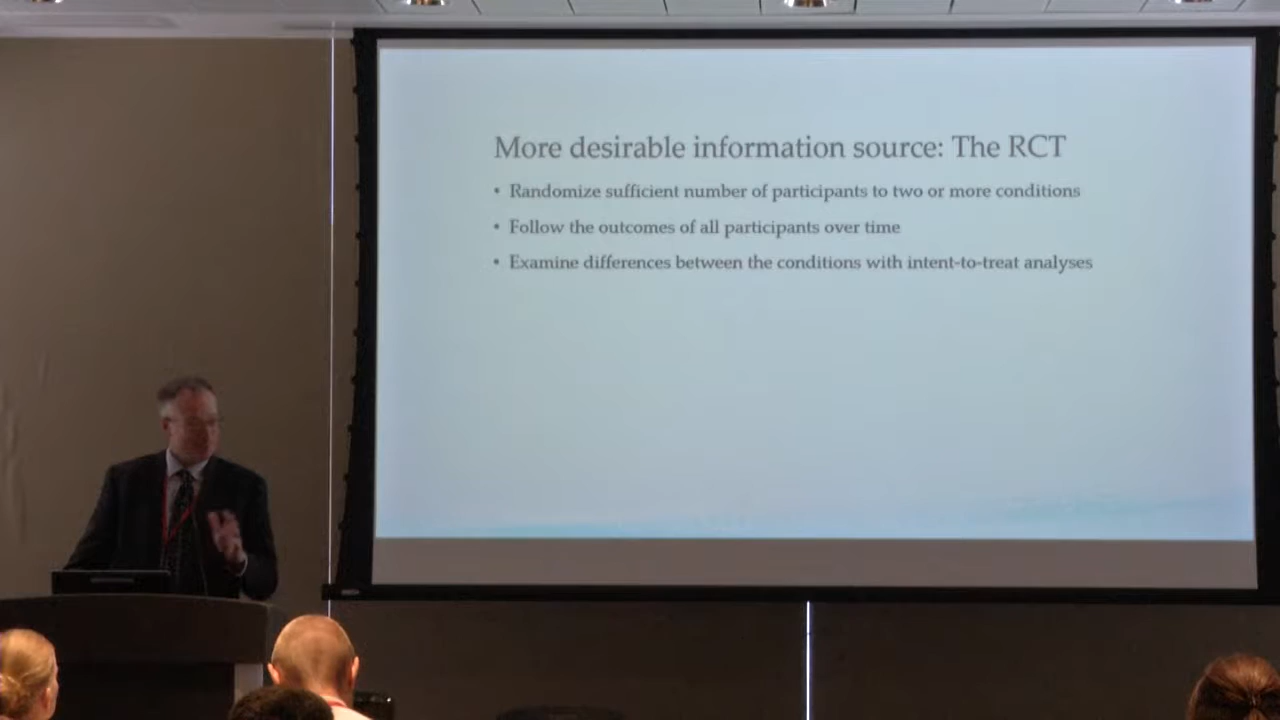 More desirable information source: The RCT
• Randomize sufficient number of participants to two or more conditions
• Follow the outcomes of all participants over time
• Examine differences between the conditions with intent-to-treat analyses